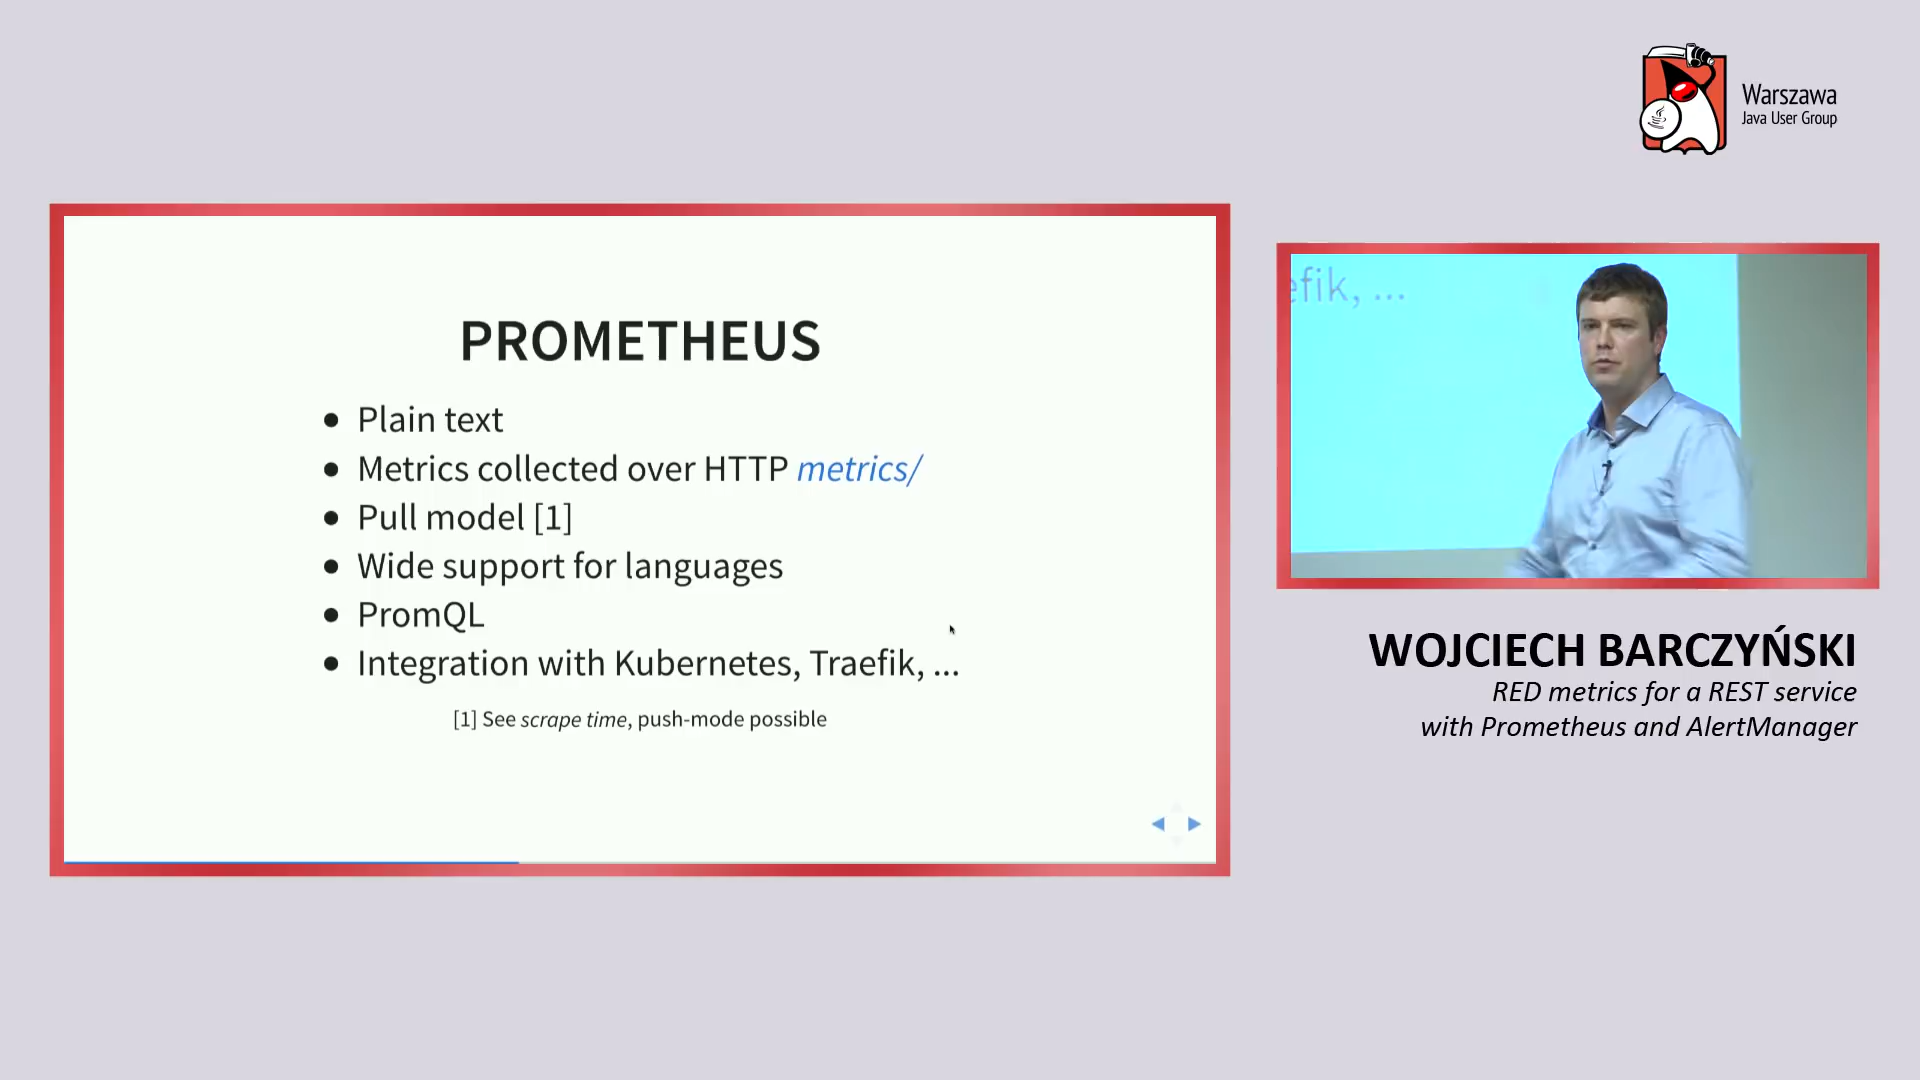 Warszawa
Java User Group
PROMETHEUS
• Plain text
• Metrics collected over HTTP metrics/
• Pull model [1]
• Wide support for languages
• PromQL
• Integration with Kubernetes, Traefik, ...
[1] See scrape time, push-mode possible
efik, ...
WOJCIECH BARCZYŃSKI
RED metrics for a REST service
with Prometheus and AlertManager